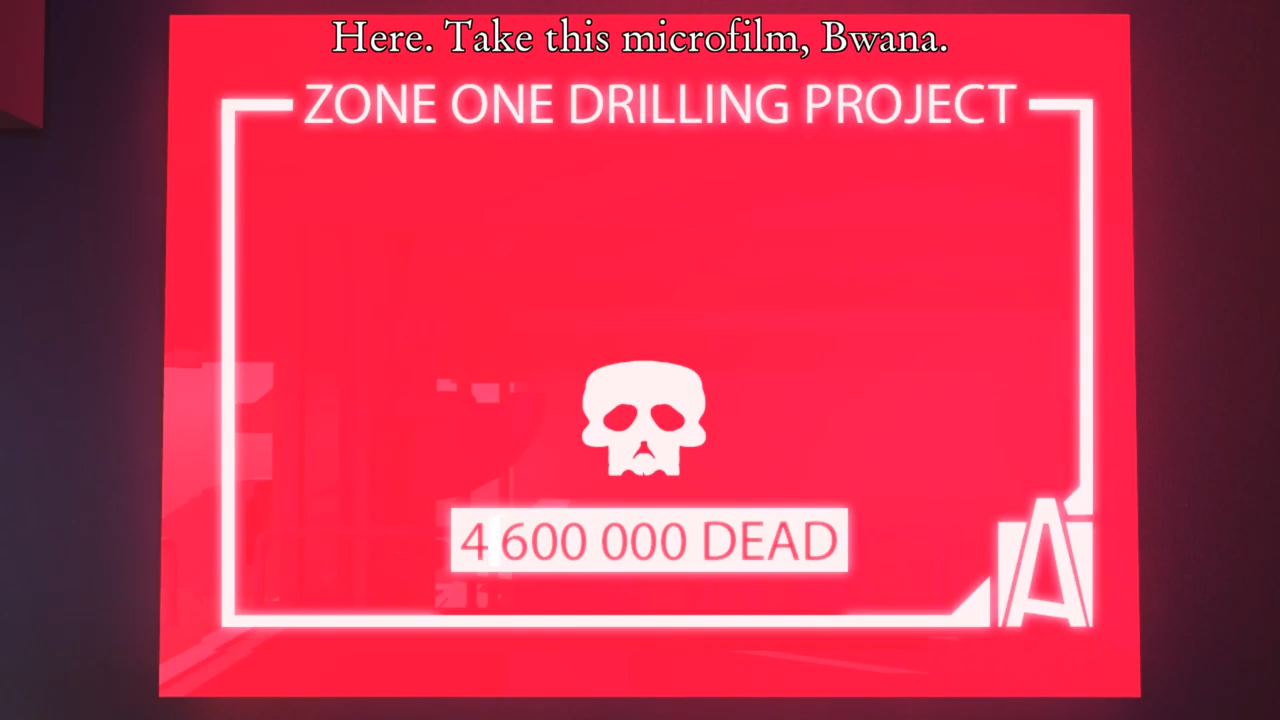 Here. Take this microfilm, Bwana.
ZONE ONE DRILLING PROJECT
4 600 000 DEAD
A